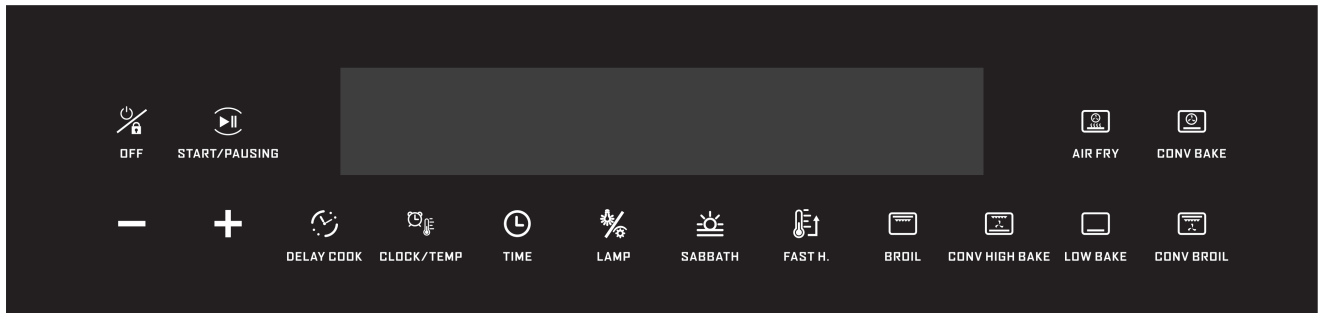 OFF
START/PAUSING
AIR FRY
CONV BAKE
DELAY COOK
CLOCK/TEMP
TIME
LAMP
SABBATH
FAST H.
BROIL
CONV HIGH BAKE
LOW BAKE
CONV BROIL